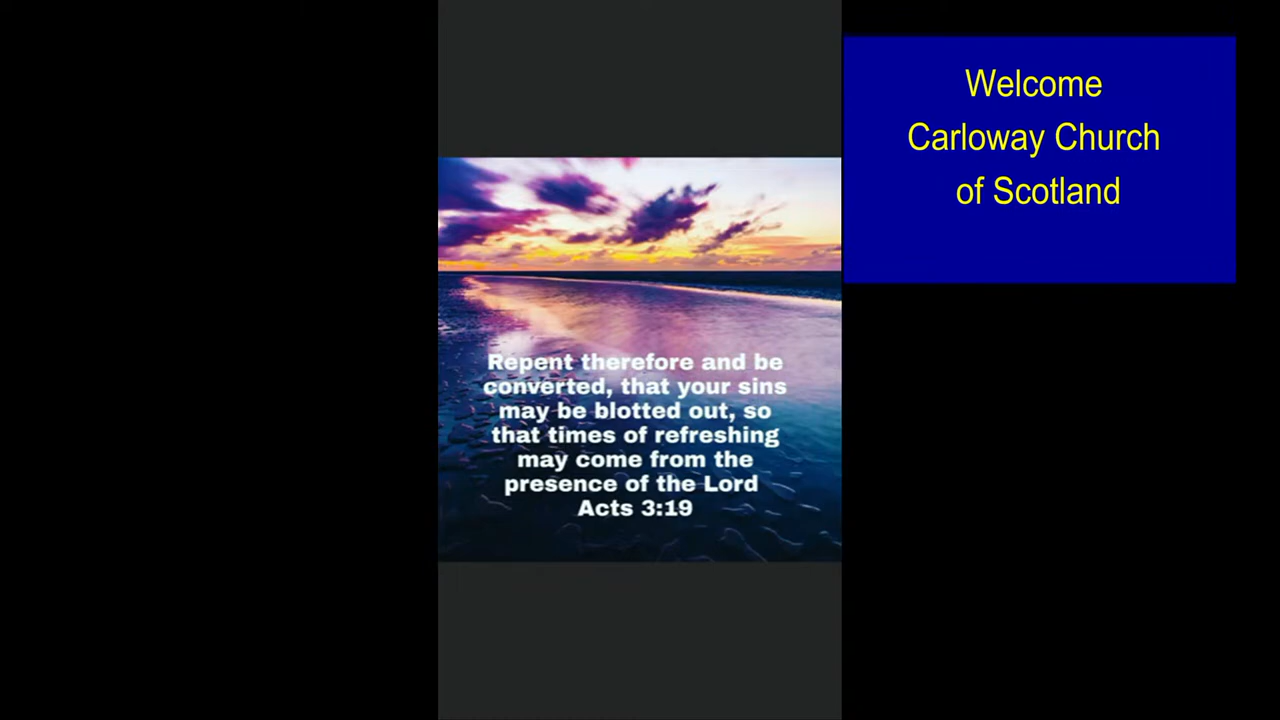 Welcome
Carloway Church
of Scotland
Repent therefore and be
converted, that your sins
may be blotted out, so
that times of refreshing
may come from the
presence of the Lord
Acts 3:19